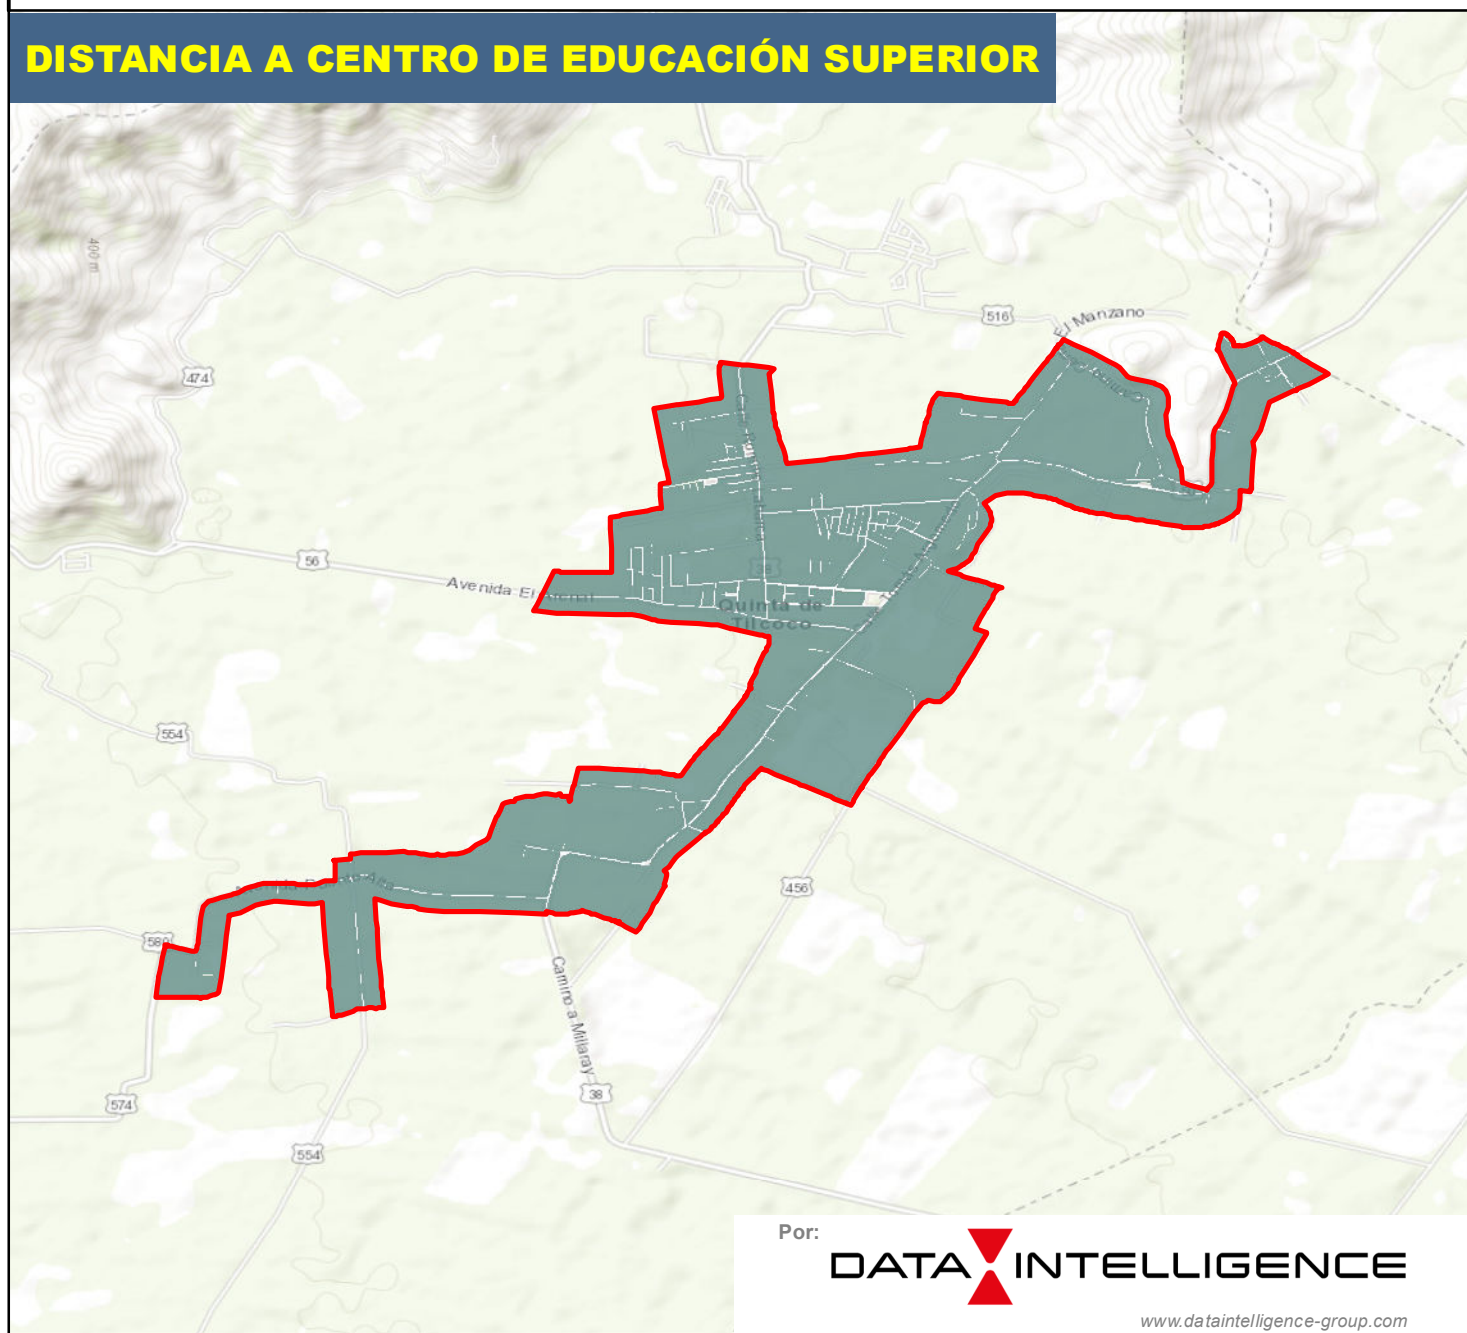 DISTANCIA A CENTRO DE EDUCACIÓN SUPERIOR
400 m
516
El Manzano
474
56
Avenida El
Quinta de
Tilcoco
554
456
580
Camino a Millaray
38
574
554
Por:
DATA INTELLIGENCE
www.dataintelligence-group.com